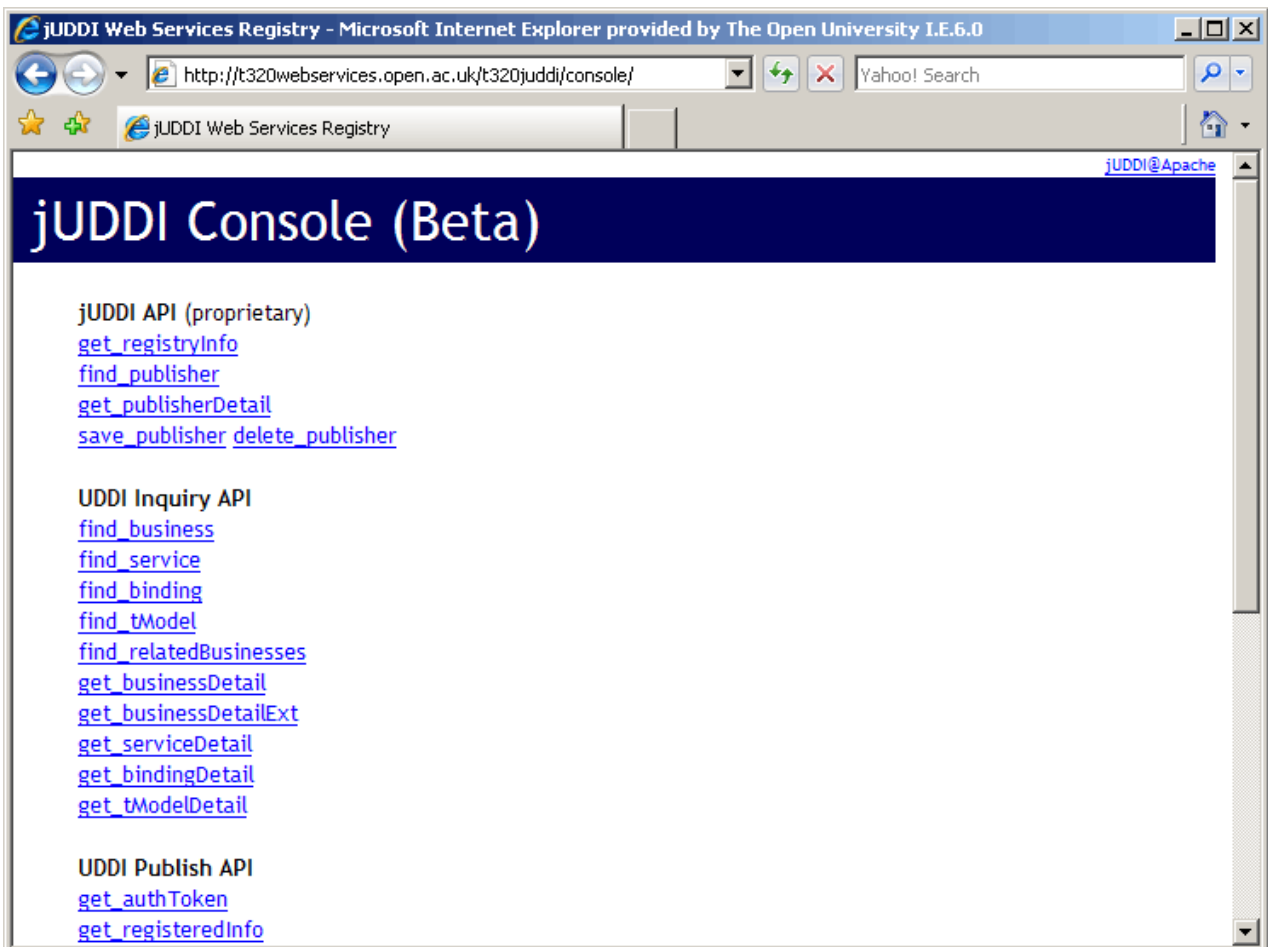 jUDDI Web Services Registry - Microsoft Internet Explorer provided by The Open University I.E.6.0
http://t320webservices.open.ac.uk/t320juddi/console/
Yahoo! Search
jUDDI Web Services Registry
jUDDI@Apache
jUDDI Console (Beta)
jUDDI API (proprietary)
get_registryInfo
find_publisher
get_publisherDetail
save_publisher delete_publisher
UDDI Inquiry API
find_business
find_service
find_binding
find_tModel
find_relatedBusinesses
get_businessDetail
get_businessDetailExt
get_serviceDetail
get_bindingDetail
get_tModelDetail
UDDI Publish API
get_authToken
get_registeredInfo